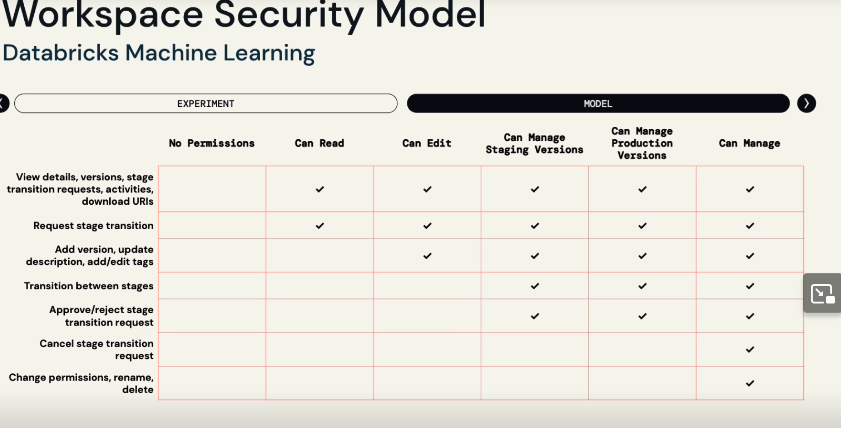 Workspace Security Model
Databricks Machine Learning
EXPERIMENT
MODEL
No Permissions
Can Read
Can Edit
Can Manage
Staging Versions
Can Manage
Production
Versions
Can Manage
View details, versions, stage
transition requests, activities,
download URIs
Request stage transition
Add version, update
description, add/edit tags
Transition between stages
Approve/reject stage
transition request
Cancel stage transition
request
Change permissions, rename,
delete